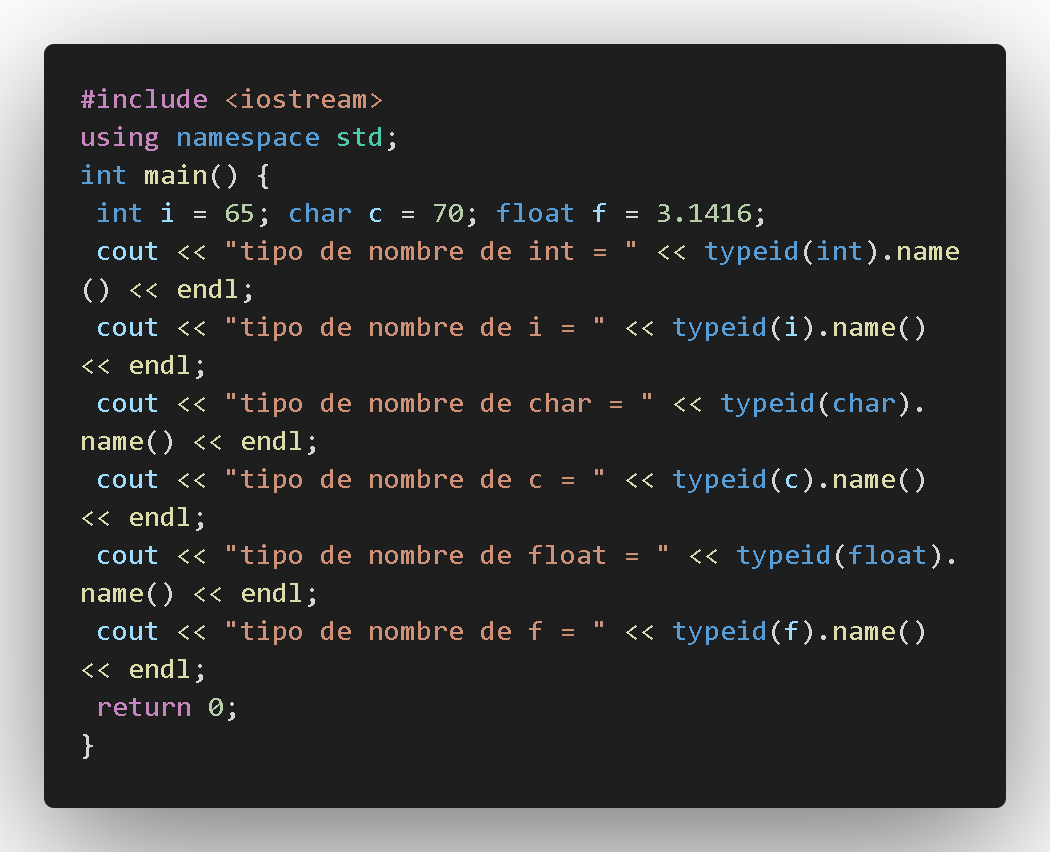 #include <iostream>
using namespace std;
int main() {
 int i = 65; char c = 70; float f = 3.1416;
 cout << "tipo de nombre de int = " << typeid(int).name
() << endl;
 cout << "tipo de nombre de i = " << typeid(i).name()
<< endl;
 cout << "tipo de nombre de char = " << typeid(char).
name() << endl;
 cout << "tipo de nombre de c = " << typeid(c).name()
<< endl;
 cout << "tipo de nombre de float = " << typeid(float).
name() << endl;
 cout << "tipo de nombre de f = " << typeid(f).name()
<< endl;
 return 0;
}